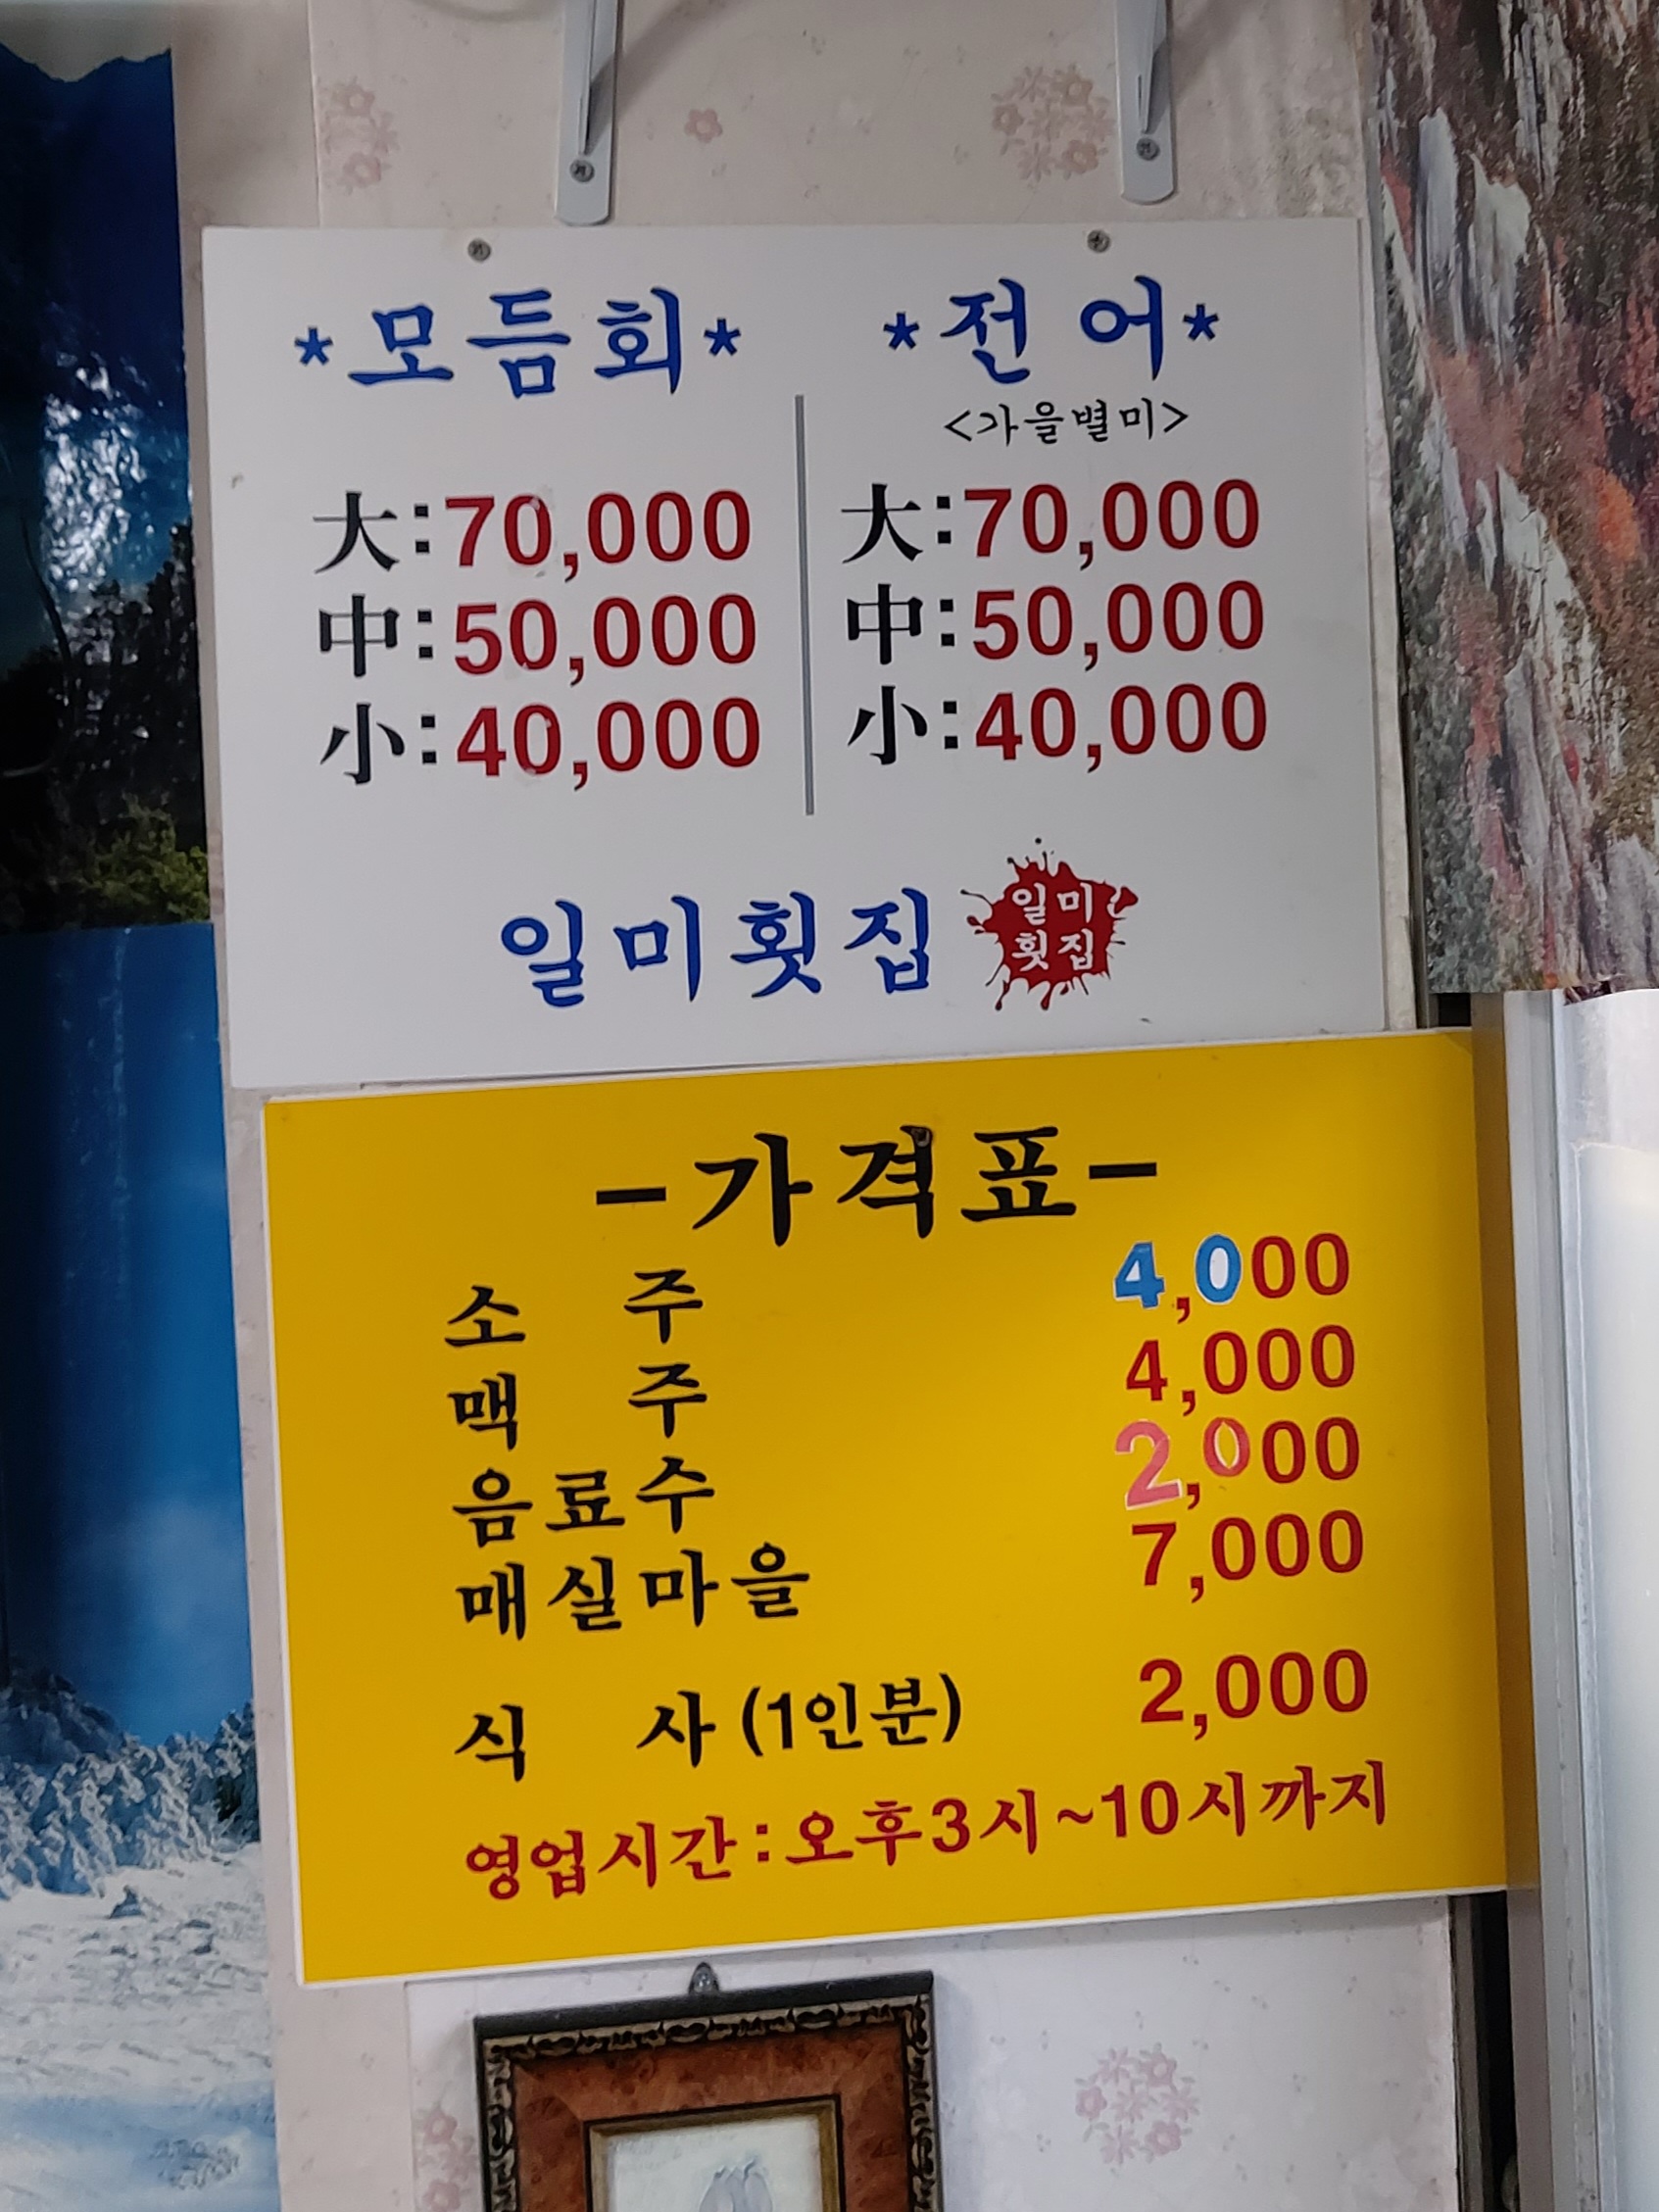 *모듬회*
大:70,000
中:50,000
小:40,000
*전 어*
<가을별미>
大:70,000
中:50,000
小:40,000
일미횟집
일미
횟집
-가격표-
소 주 4,000
맥 주 4,000
음료수 2,000
매실마을 7,000
식 사 (1인분) 2,000
영업시간:오후3시~10시까지